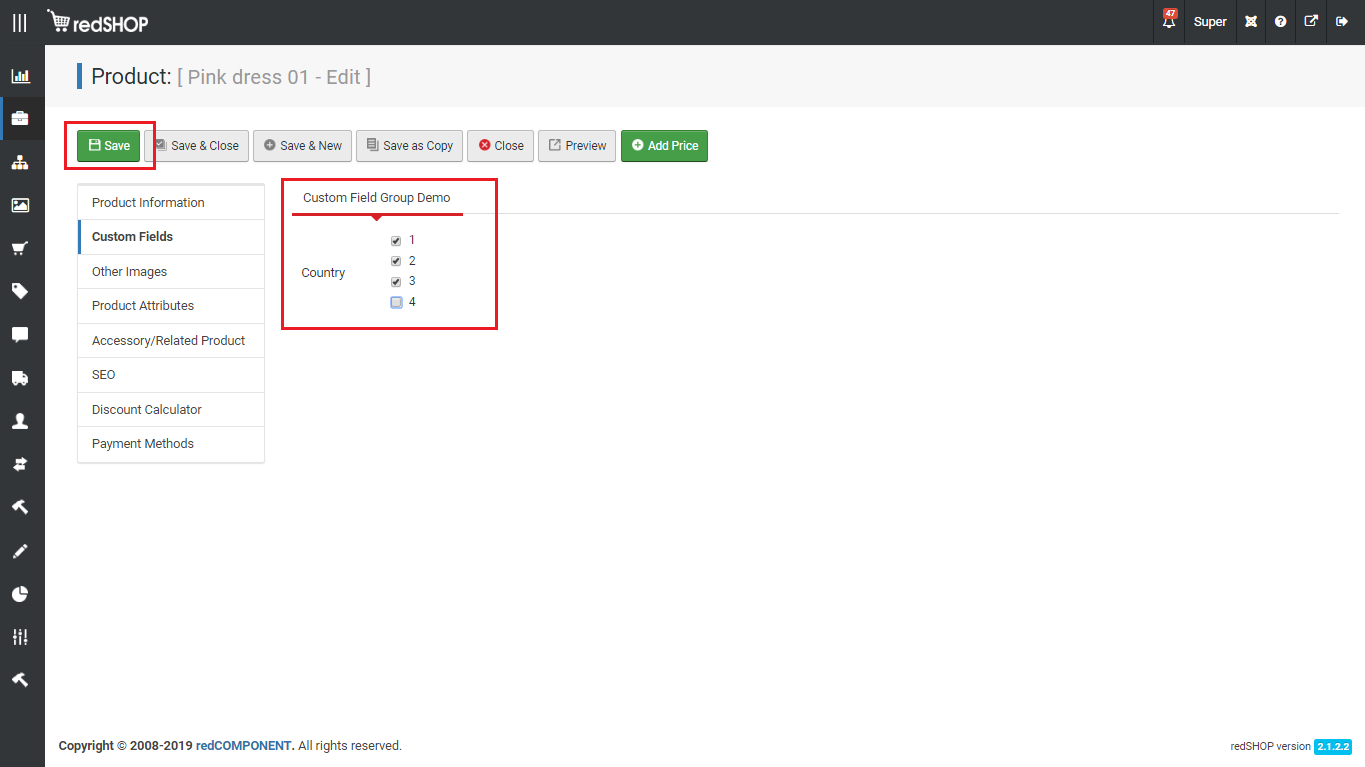 redSHOP
47
Super
Product: [ Pink dress 01 - Edit ]
Save
Save & Close
Save & New
Save as Copy
Close
Preview
Add Price
Product Information
Custom Fields
Other Images
Product Attributes
Accessory/Related Product
SEO
Discount Calculator
Payment Methods
Custom Field Group Demo
Country
1
2
3
4
Copyright © 2008-2019 redCOMPONENT. All rights reserved.
redSHOP version 2.1.2.2